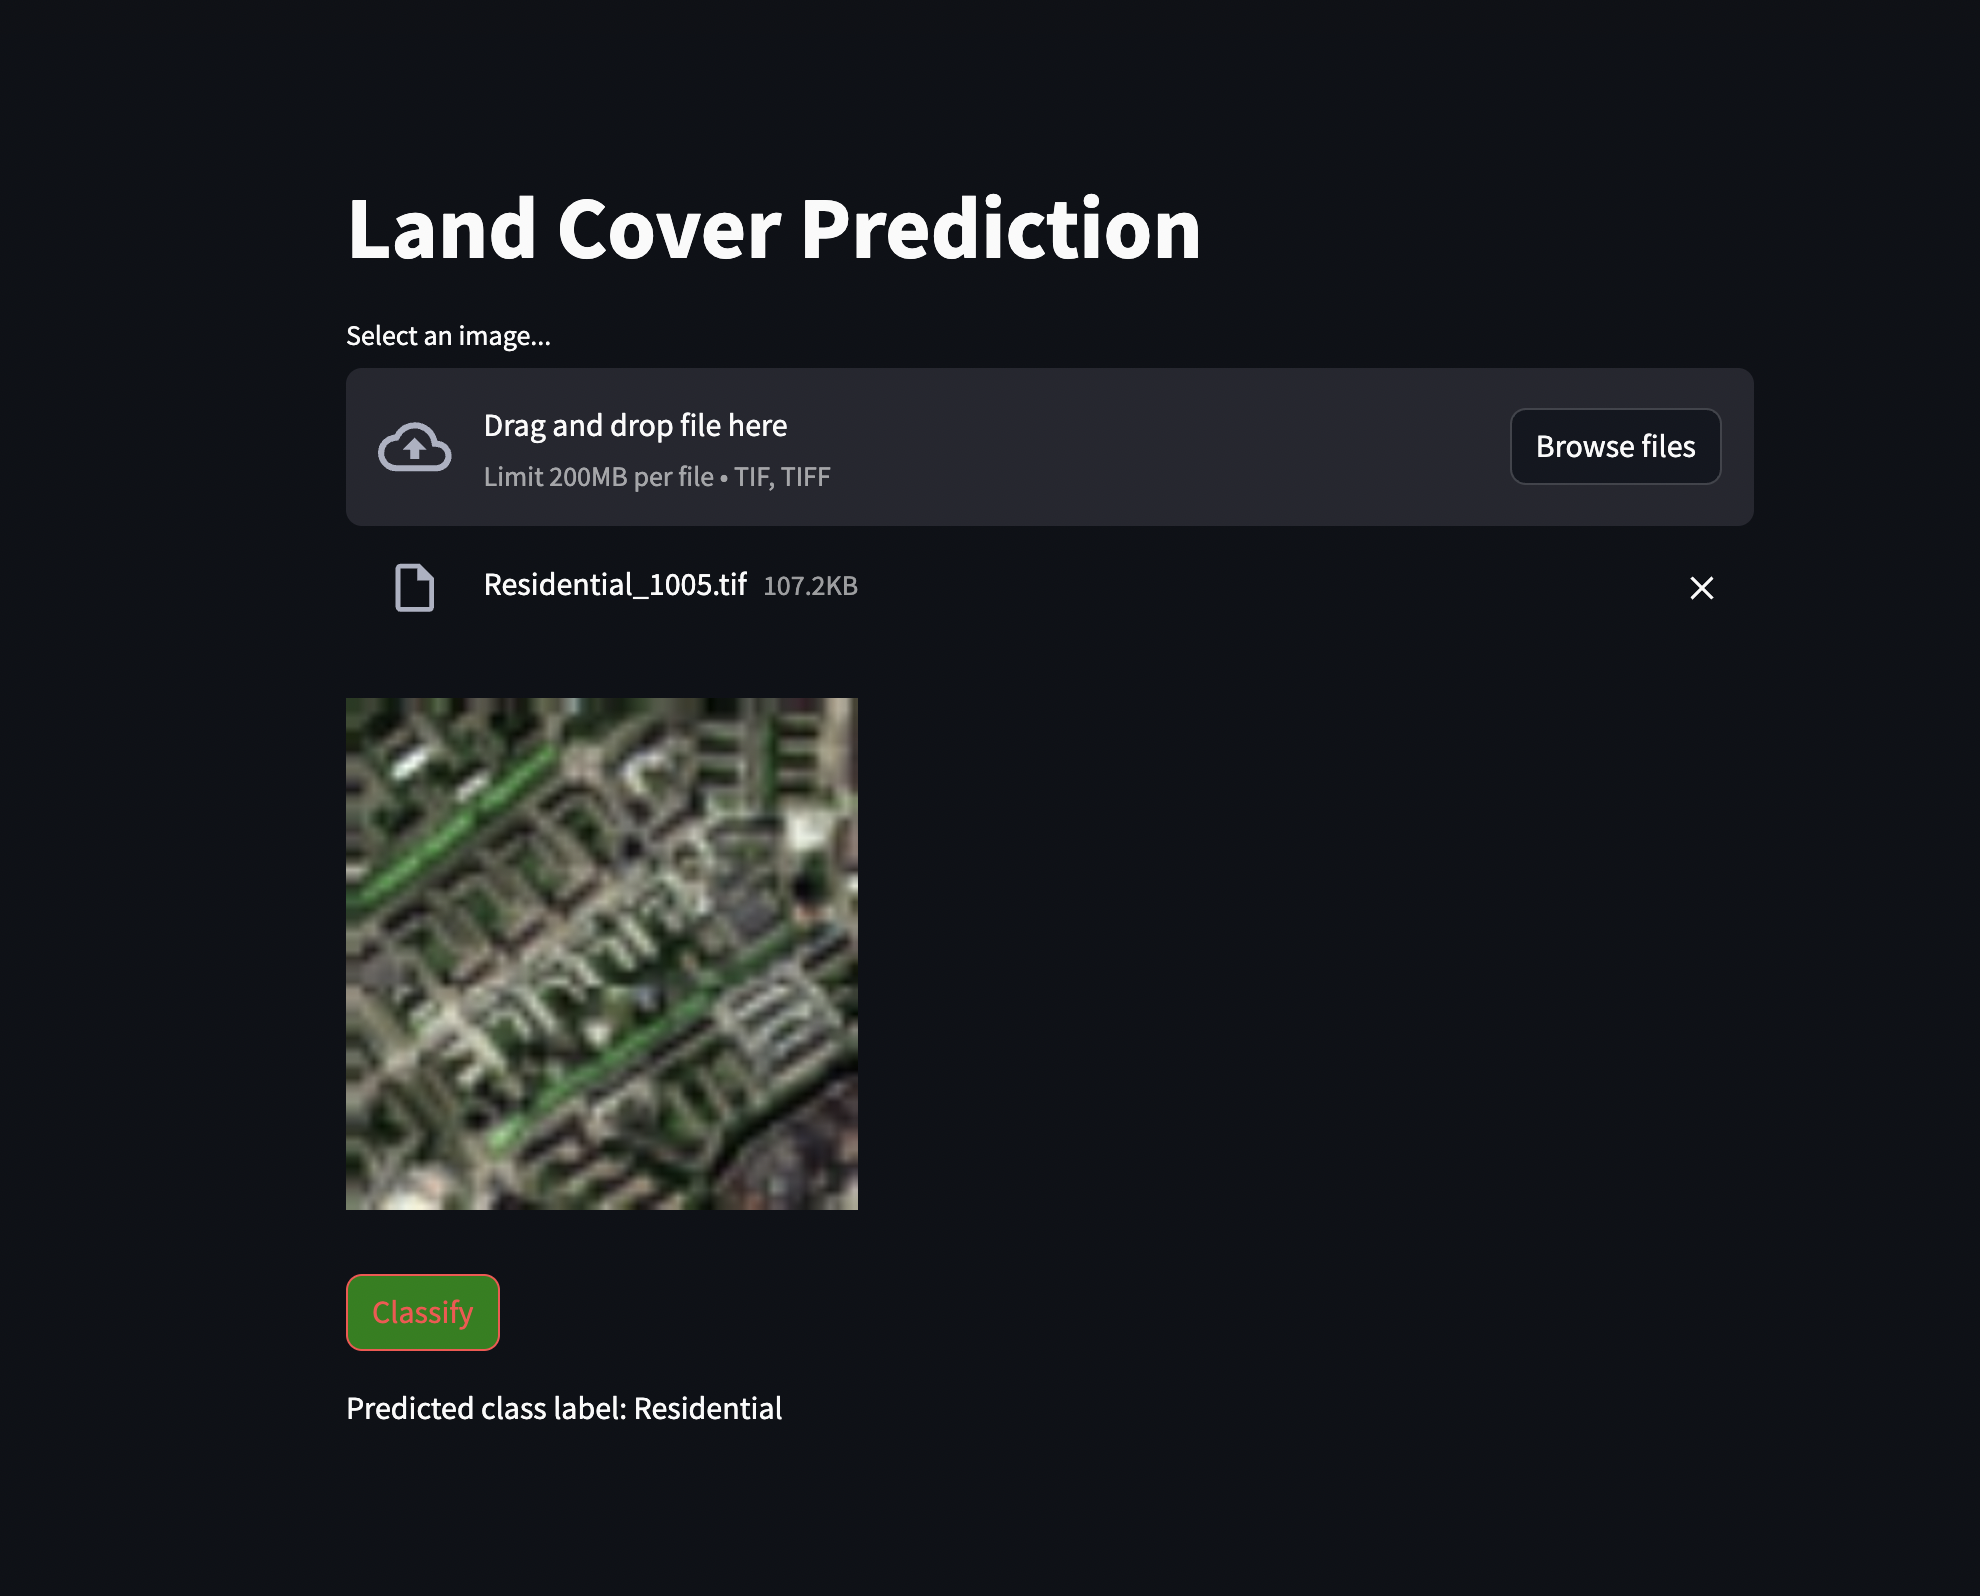 Land Cover Prediction
Select an image...
Drag and drop file here
Limit 200MB per file • TIF, TIFF
Browse files
Residential_1005.tif 107.2KB
Classify
Predicted class label: Residential